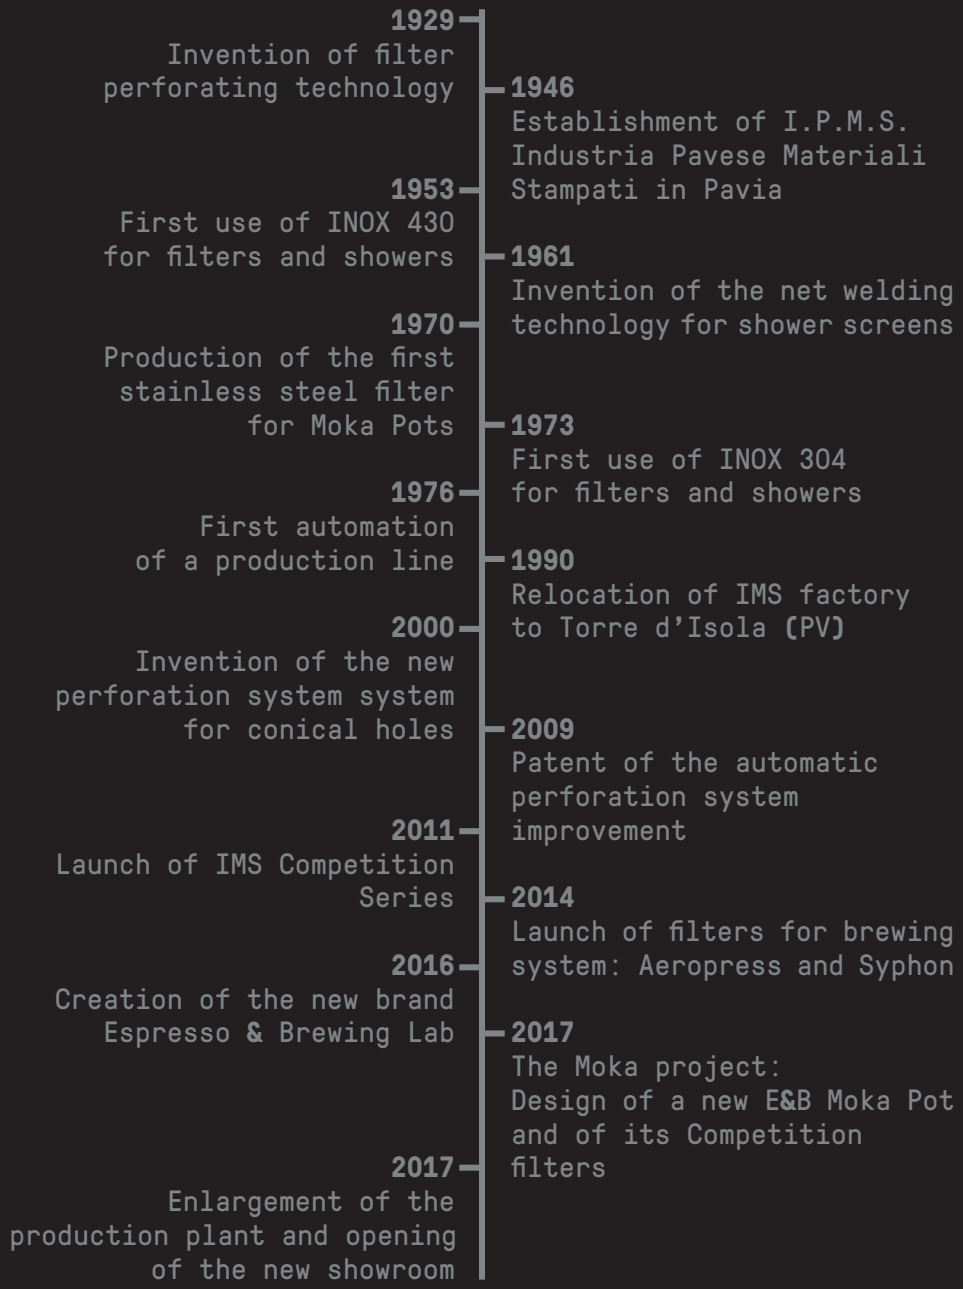 1929
Invention of filter
perforating technology
1946
Establishment of I.P.M.S.
Industria Pavese Materiali
Stampati in Pavia
1953
First use of INOX 430
for filters and showers
1961
Invention of the net welding
technology for shower screens
1970
Production of the first
stainless steel filter
for Moka Pots
1973
First use of INOX 304
for filters and showers
1976
First automation
of a production line
1990
Relocation of IMS factory
to Torre d'Isola (PV)
2000
Invention of the new
perforation system system
for conical holes
2009
Patent of the automatic
perforation system
improvement
2011
Launch of IMS Competition
Series
2014
Launch of filters for brewing
system: Aeropress and Syphon
2016
Creation of the new brand
Espresso & Brewing Lab
2017
The Moka project:
Design of a new E&B Moka Pot
and of its Competition
filters
2017
Enlargement of the
production plant and opening
of the new showroom